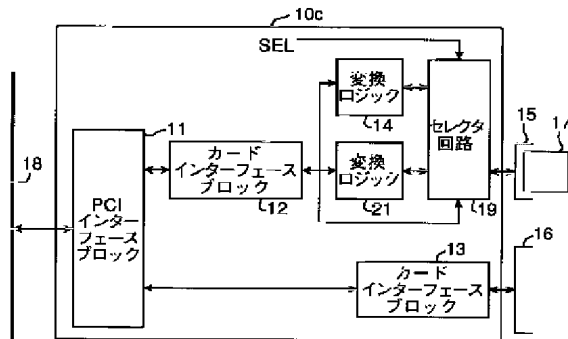 10c
SEL
変換
ロジック
14
セレクタ
回路
19
15
11
18
PCI
インター
フェース
ブロック
カード
インターフェース
ブロック
12
変換
ロジック
21
16
13
カード
インターフェース
ブロック